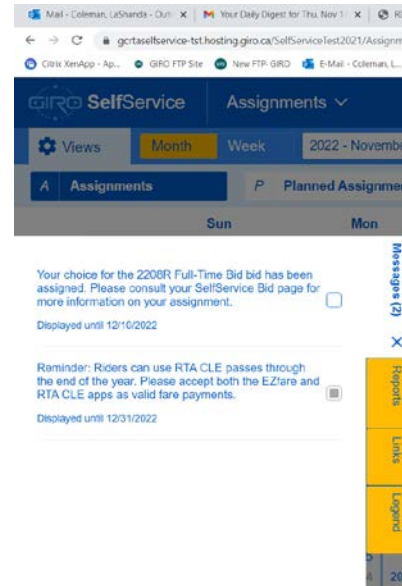 Mail - Coleman, LaShanda - Out
Your Daily Digest for Thu, Nov 1
gcrtaselfservice-tst.hosting.giro.ca/SelfServiceTest2021/Assignm
Citrix XenApp - Ap...
GIRO FTP Site
New FTP- GIRO
E-Mail - Coleman, L...
GIRO SelfService
Assignments
Views
Month
Week
2022 - Novemb
A Assignments
P Planned Assignme
Sun
Mon
Your choice for the 2208R Full-Time Bid bid has been
assigned. Please consult your SelfService Bid page for
more information on your assignment.
Displayed until 12/10/2022
Reminder: Riders can use RTA CLE passes through
the end of the year. Please accept both the EZfare and
RTA CLE apps as valid fare payments.
Displayed until 12/31/2022
Messages (2)
Reports
Links
Legend
20